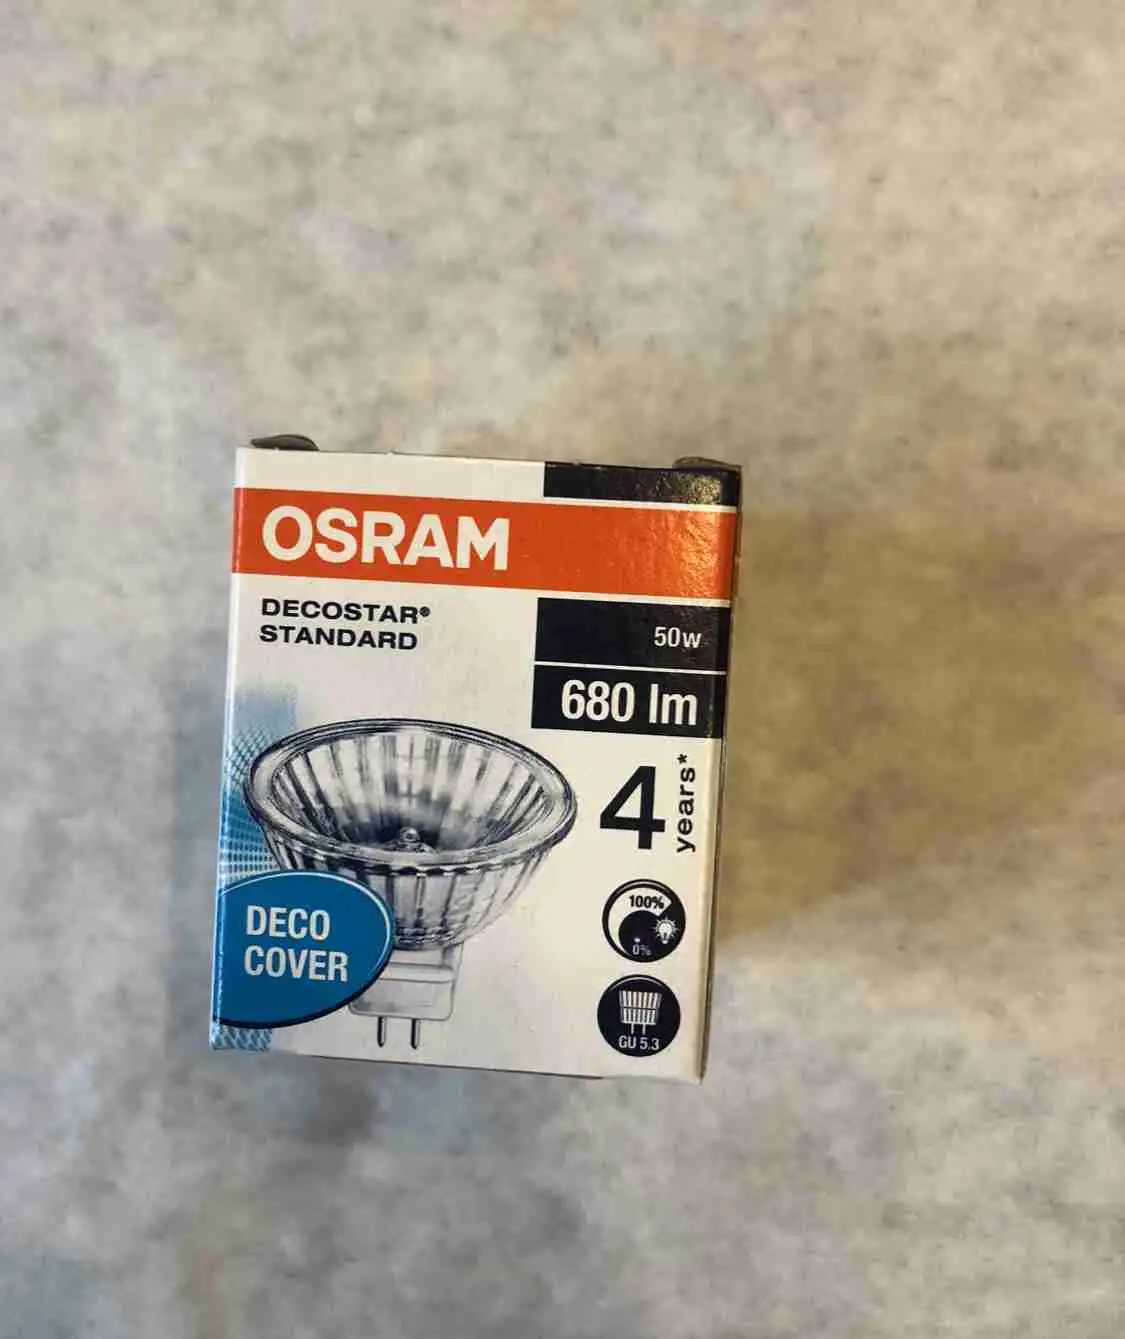 OSRAM
DECOSTAR®
STANDARD
50w
680 lm
4 years*
DECO
COVER
100%
0%
GU 5.3